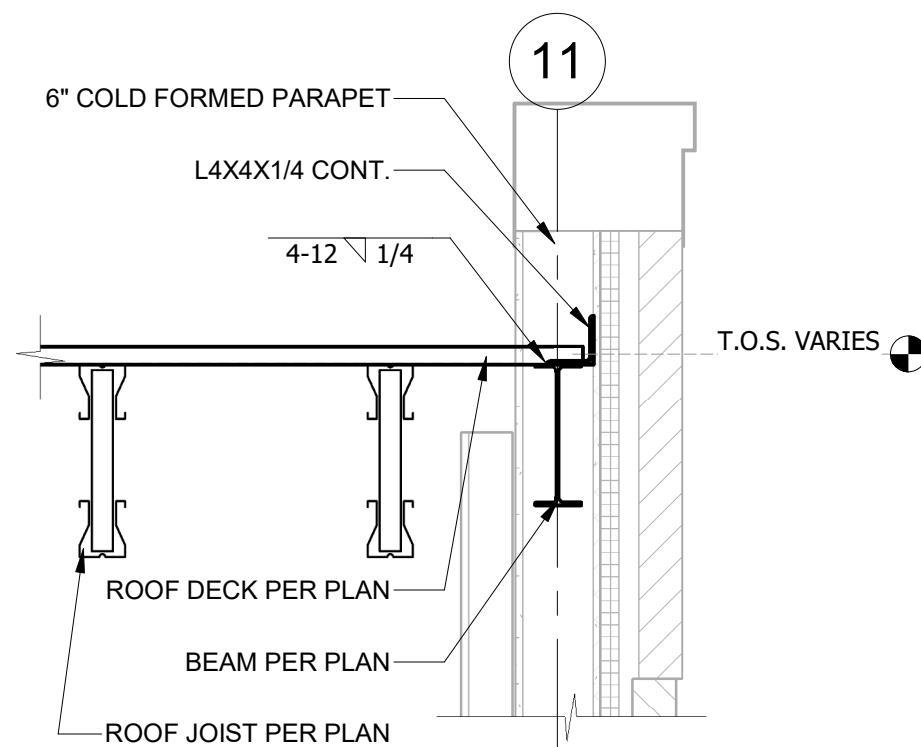 11
6" COLD FORMED PARAPET
L4X4X1/4 CONT.
4-12 1/4
T.O.S. VARIES
ROOF DECK PER PLAN
BEAM PER PLAN
ROOF JOIST PER PLAN